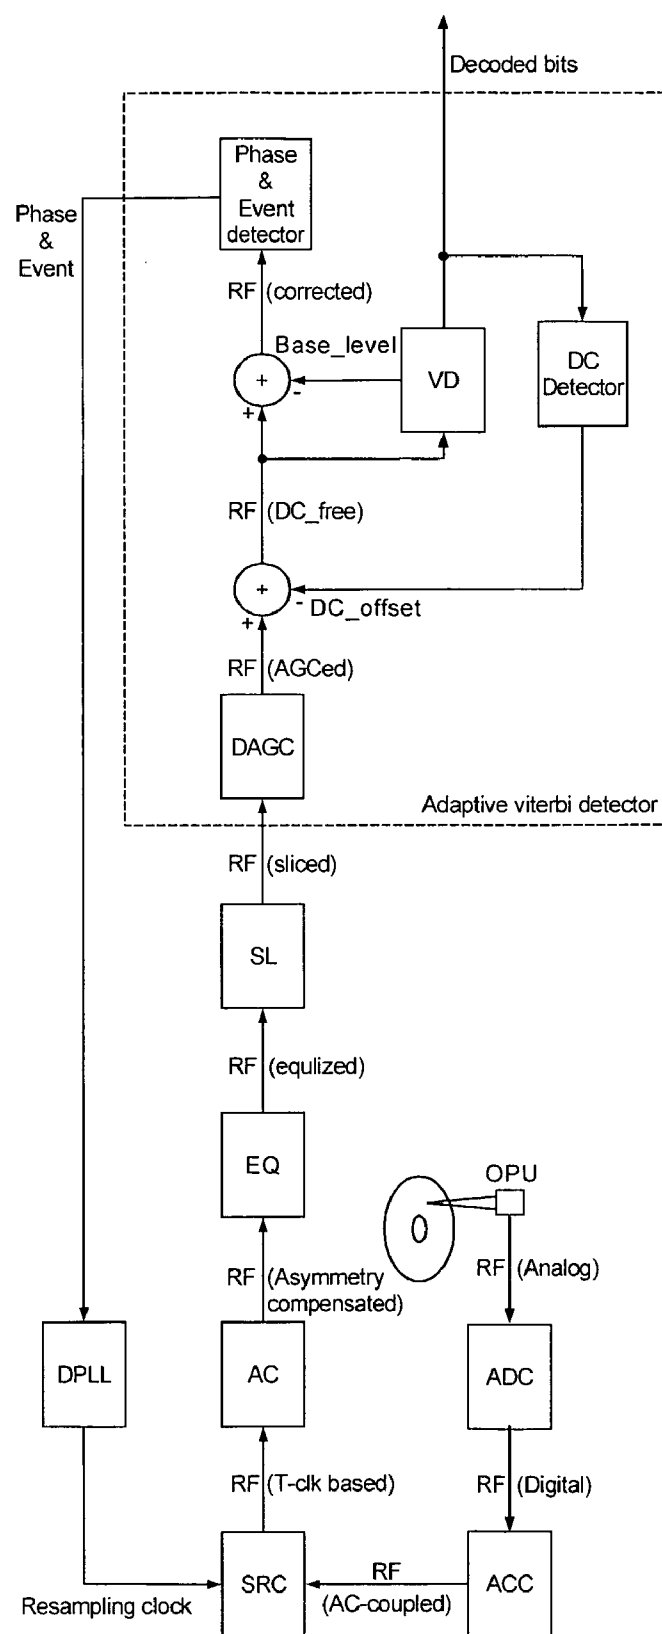 Decoded bits
Phase
&
Event
detector
Phase
&
Event
RF (corrected)
Base_level
VD
DC
Detector
+
-
+
RF (DC_free)
+
-
DC_offset
+
RF (AGCed)
DAGC
Adaptive viterbi detector
RF (sliced)
SL
RF (equlized)
EQ
OPU
RF (Asymmetry
compensated)
RF (Analog)
DPLL
AC
ADC
RF (T-clk based)
RF (Digital)
SRC
RF
(AC-coupled)
ACC
Resampling clock